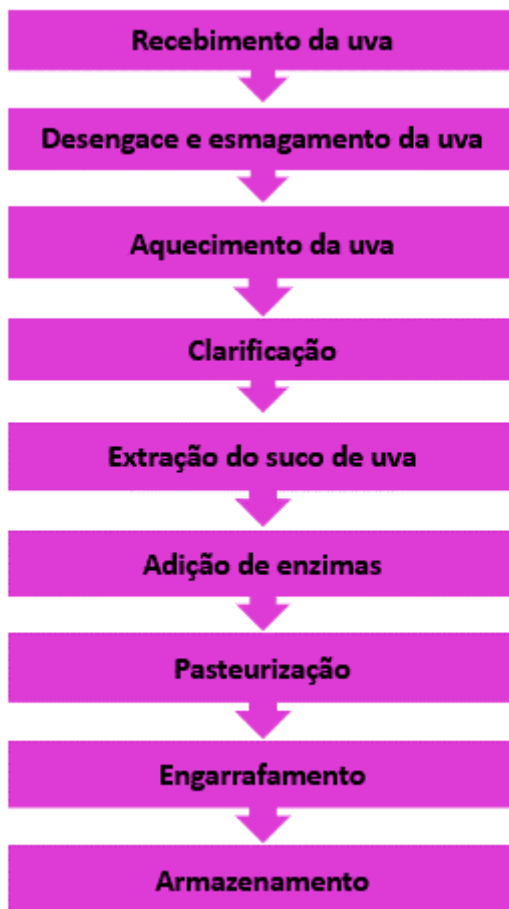 Recebimento da uva
Desengace e esmagamento da uva
Aquecimento da uva
Clarificação
Extração do suco de uva
Adição de enzimas
Pasteurização
Engarrafamento
Armazenamento